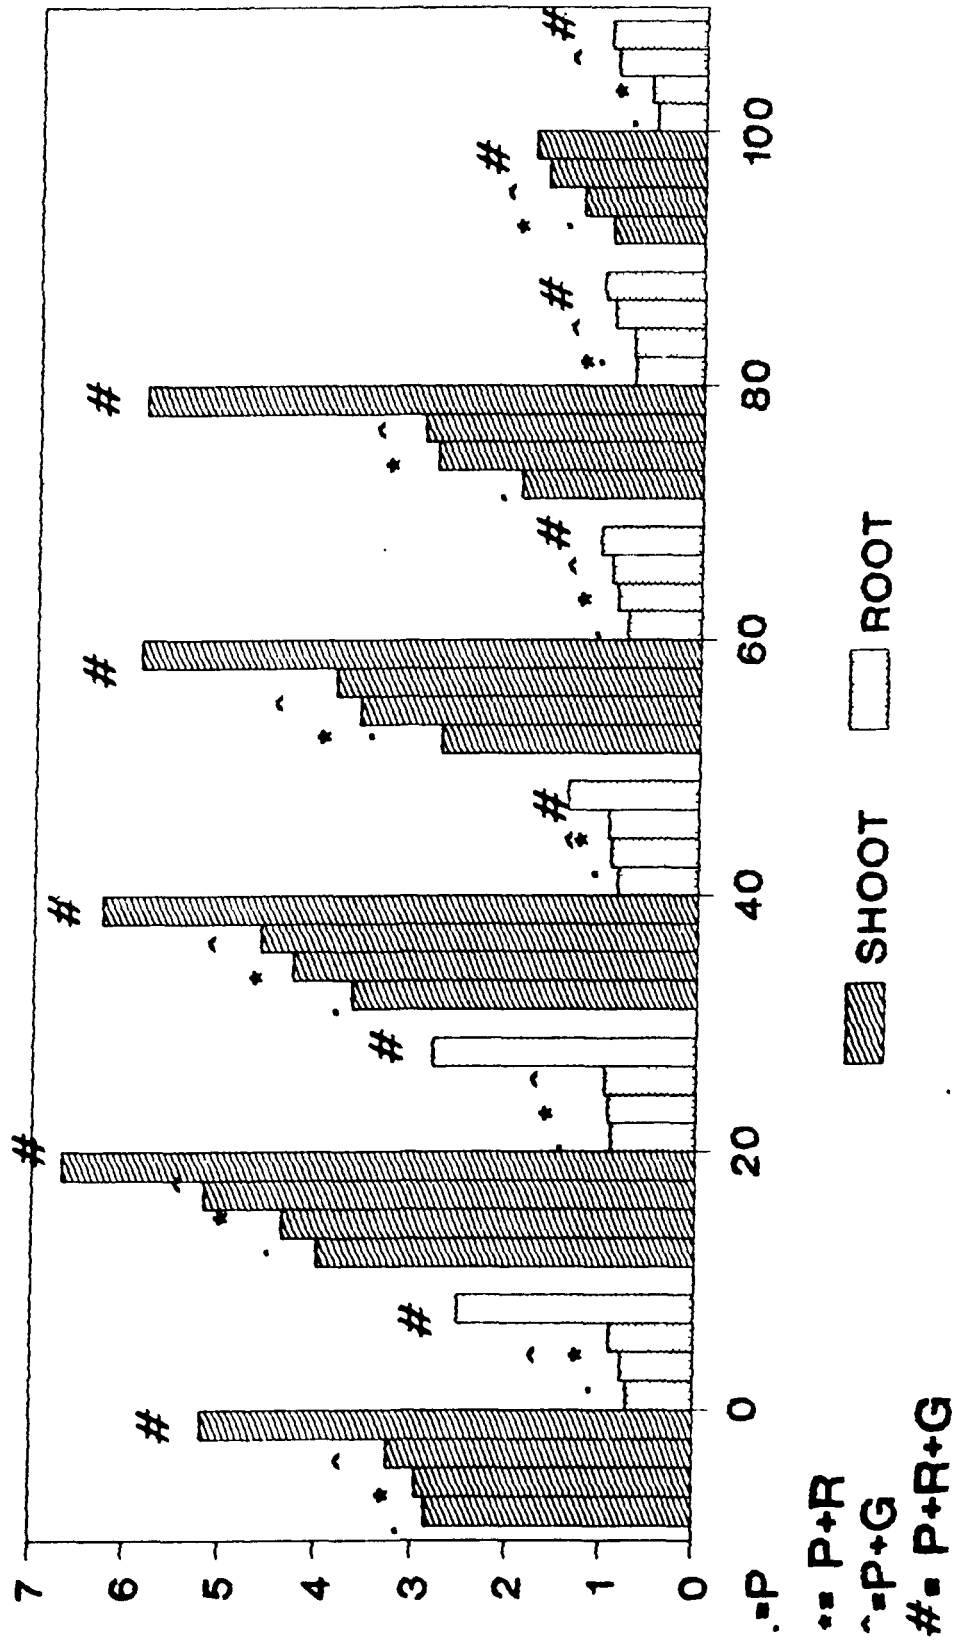 7
6
5
4
3
2
1
0
# # # # # # # # # # # #
^ ^ ^ ^ ^ ^ ^ ^ ^ ^ ^ ^
* * * * * * * * * * * *
. . . . . . . . . . . .
0 20 40 60 80 100
.=P
*= P+R
^=P+G
#= P+R+G
SHOOT ROOT